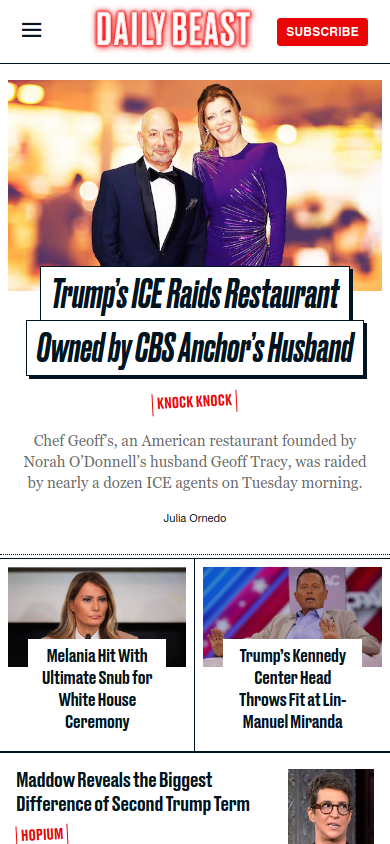 DAILY BEAST
SUBSCRIBE
Trump's ICE Raids Restaurant
Owned by CBS Anchor's Husband
KNOCK KNOCK
Chef Geoff's, an American restaurant founded by
Norah O'Donnell's husband Geoff Tracy, was raided
by nearly a dozen ICE agents on Tuesday morning.
Julia Ornedo
Melania Hit With
Ultimate Snub for
White House
Ceremony
Trump's Kennedy
Center Head
Throws Fit at Lin-
Manuel Miranda
Maddow Reveals the Biggest
Difference of Second Trump Term
HOPIUM